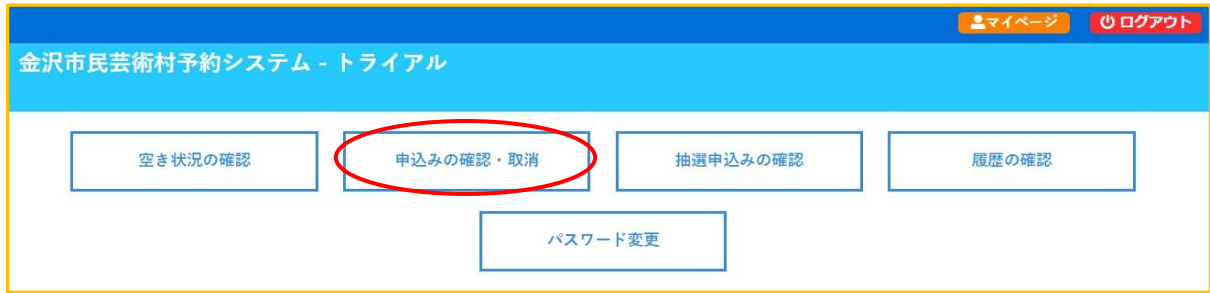 マイページ ログアウト
金沢市民芸術村予約システム - トライアル
空き状況の確認 申込みの確認・取消 抽選申込みの確認 履歴の確認
パスワード変更